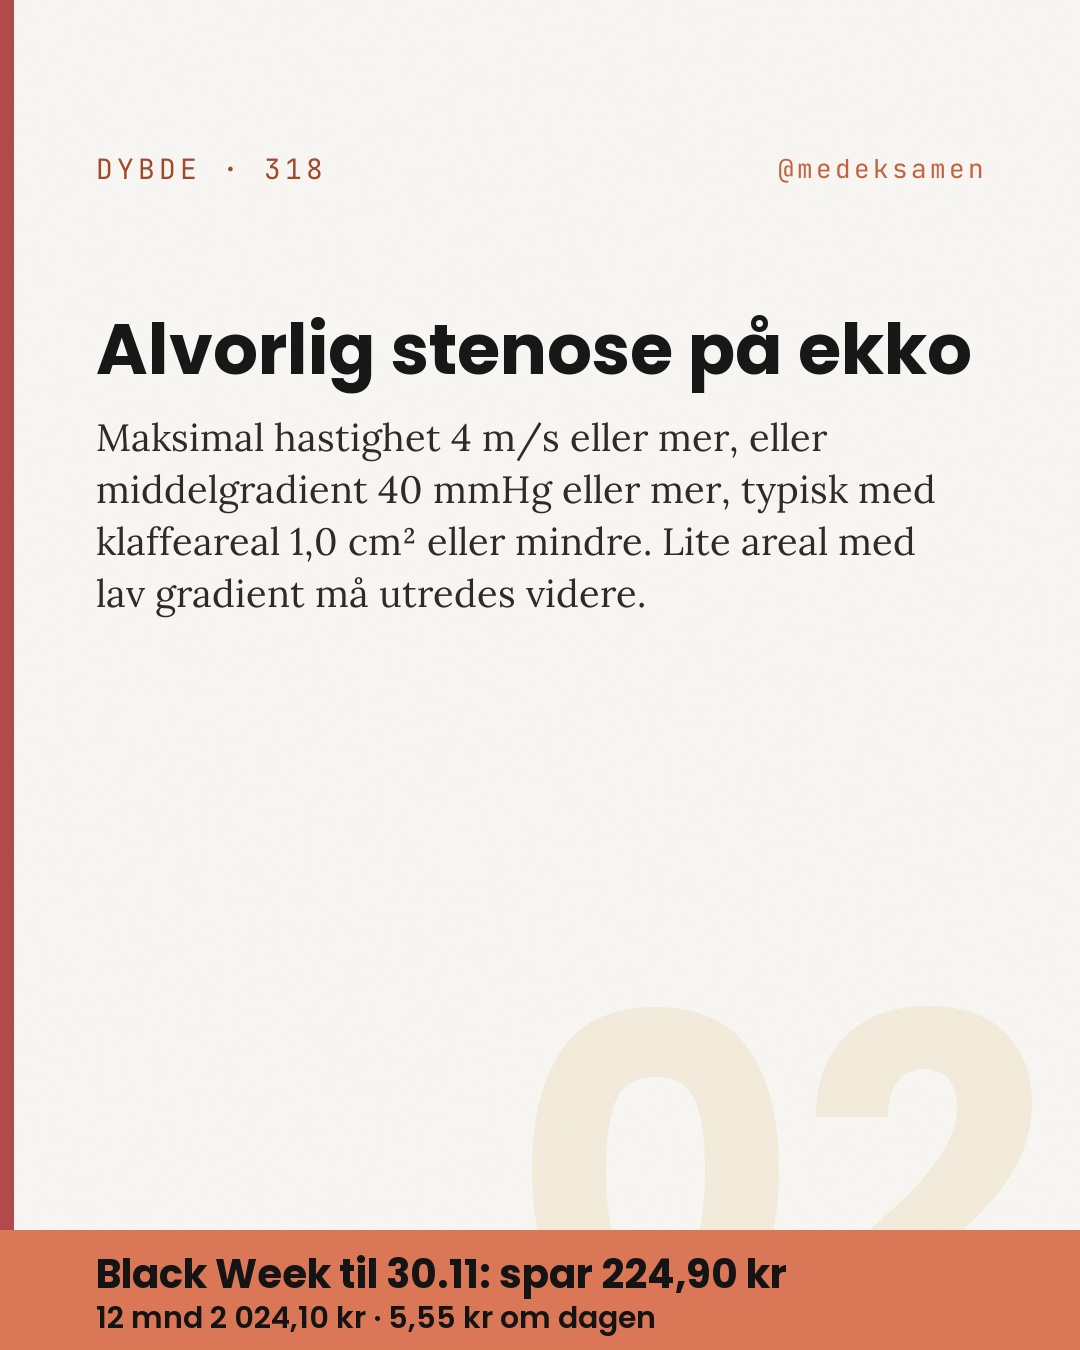 DYBDE · 318
@medeksamen
Alvorlig stenose på ekko
Maksimal hastighet 4 m/s eller mer, eller
middelgradient 40 mmHg eller mer, typisk med
klaffeareal 1,0 cm² eller mindre. Lite areal med
lav gradient må utredes videre.
02
Black Week til 30.11: spar 224,90 kr
12 mnd 2 024,10 kr · 5,55 kr om dagen